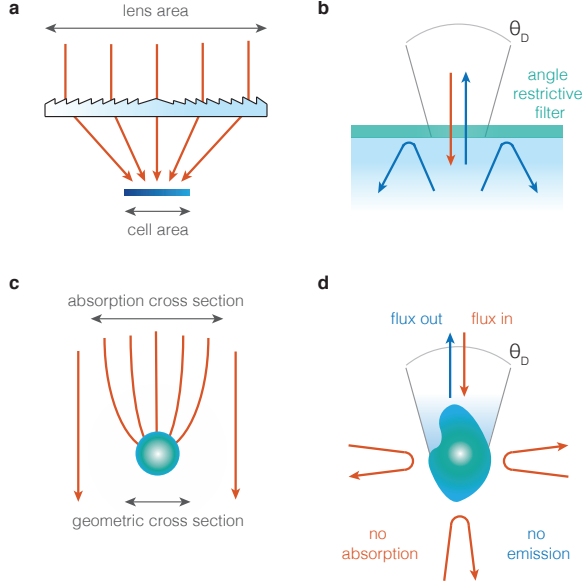 a
lens area
cell area
b
θD
angle
restrictive
filter
c
absorption cross section
geometric cross section
d
flux out flux in
θD
no
absorption
no
emission